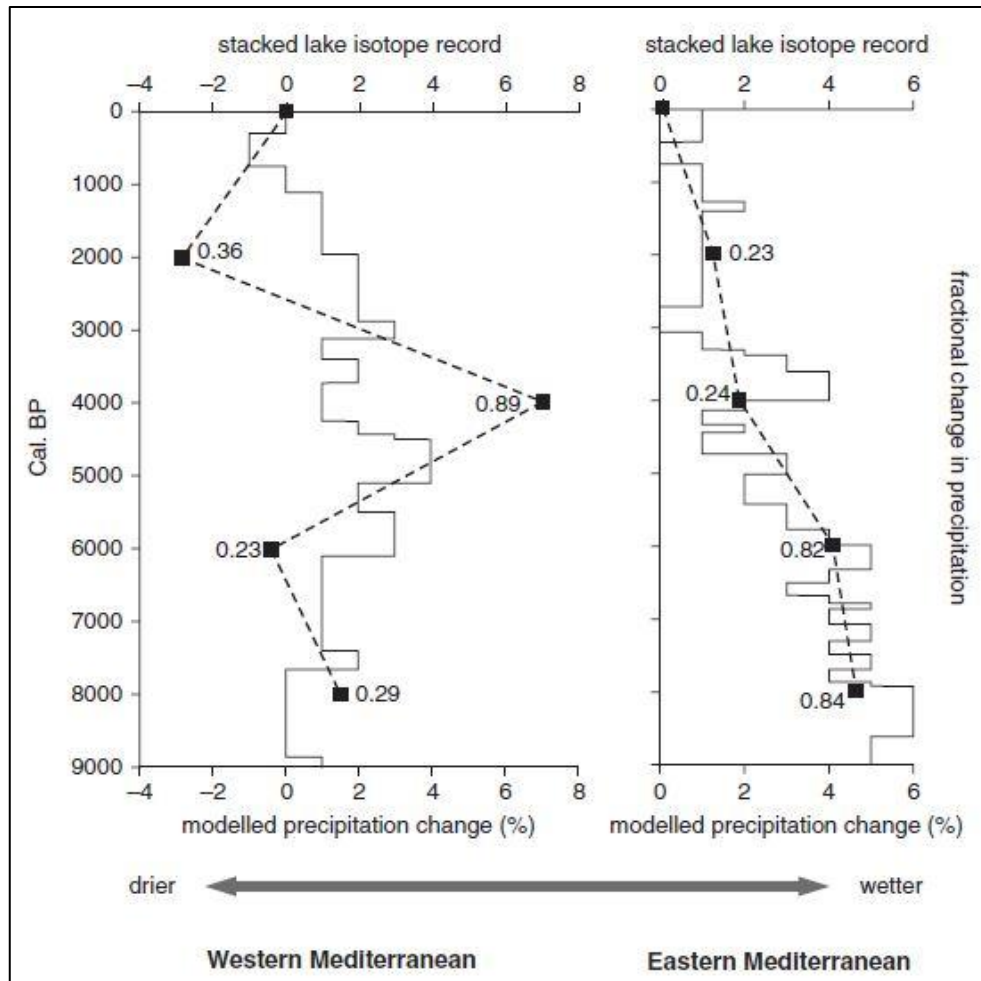 stacked lake isotope record
stacked lake isotope record
–4 –2 0 2 4 6 8
0 2 4 6
0
1000
2000
3000
4000
5000
6000
7000
8000
9000
Cal. BP
0.36
0.89
0.23
0.29
0.23
0.24
0.82
0.84
fractional change in precipitation
–4 –2 0 2 4 6 8
0 2 4 6
modelled precipitation change (%)
modelled precipitation change (%)
drier
wetter
Western Mediterranean
Eastern Mediterranean